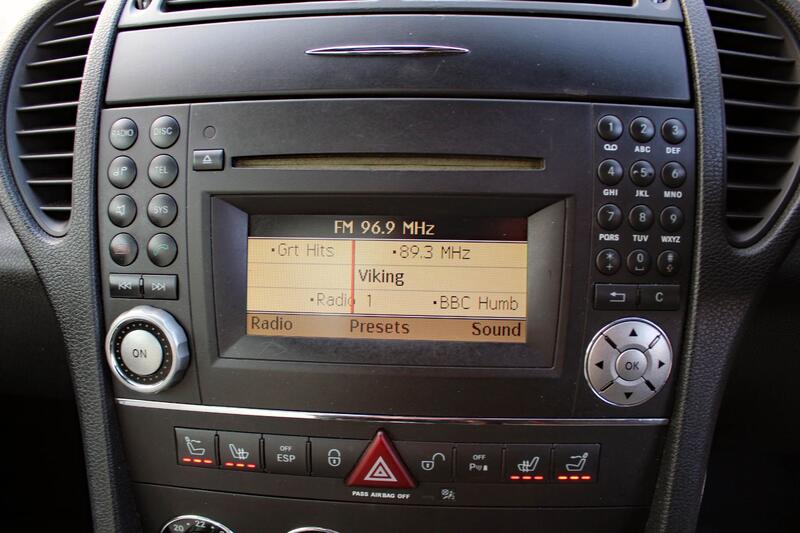 RADIO DISC
TEL
SYS
ON
FM 96.9 MHz
Grt Hits 89.3 MHz
Viking
Radio 1 BBC Humb
Radio Presets Sound
1 2 3
ABC DEF
4 5 6
GHI JKL MNO
7 8 9
PQRS TUV WXYZ
* 0 #
C
OK
OFF
ESP
OFF
P
PASS AIRBAG OFF
20 22